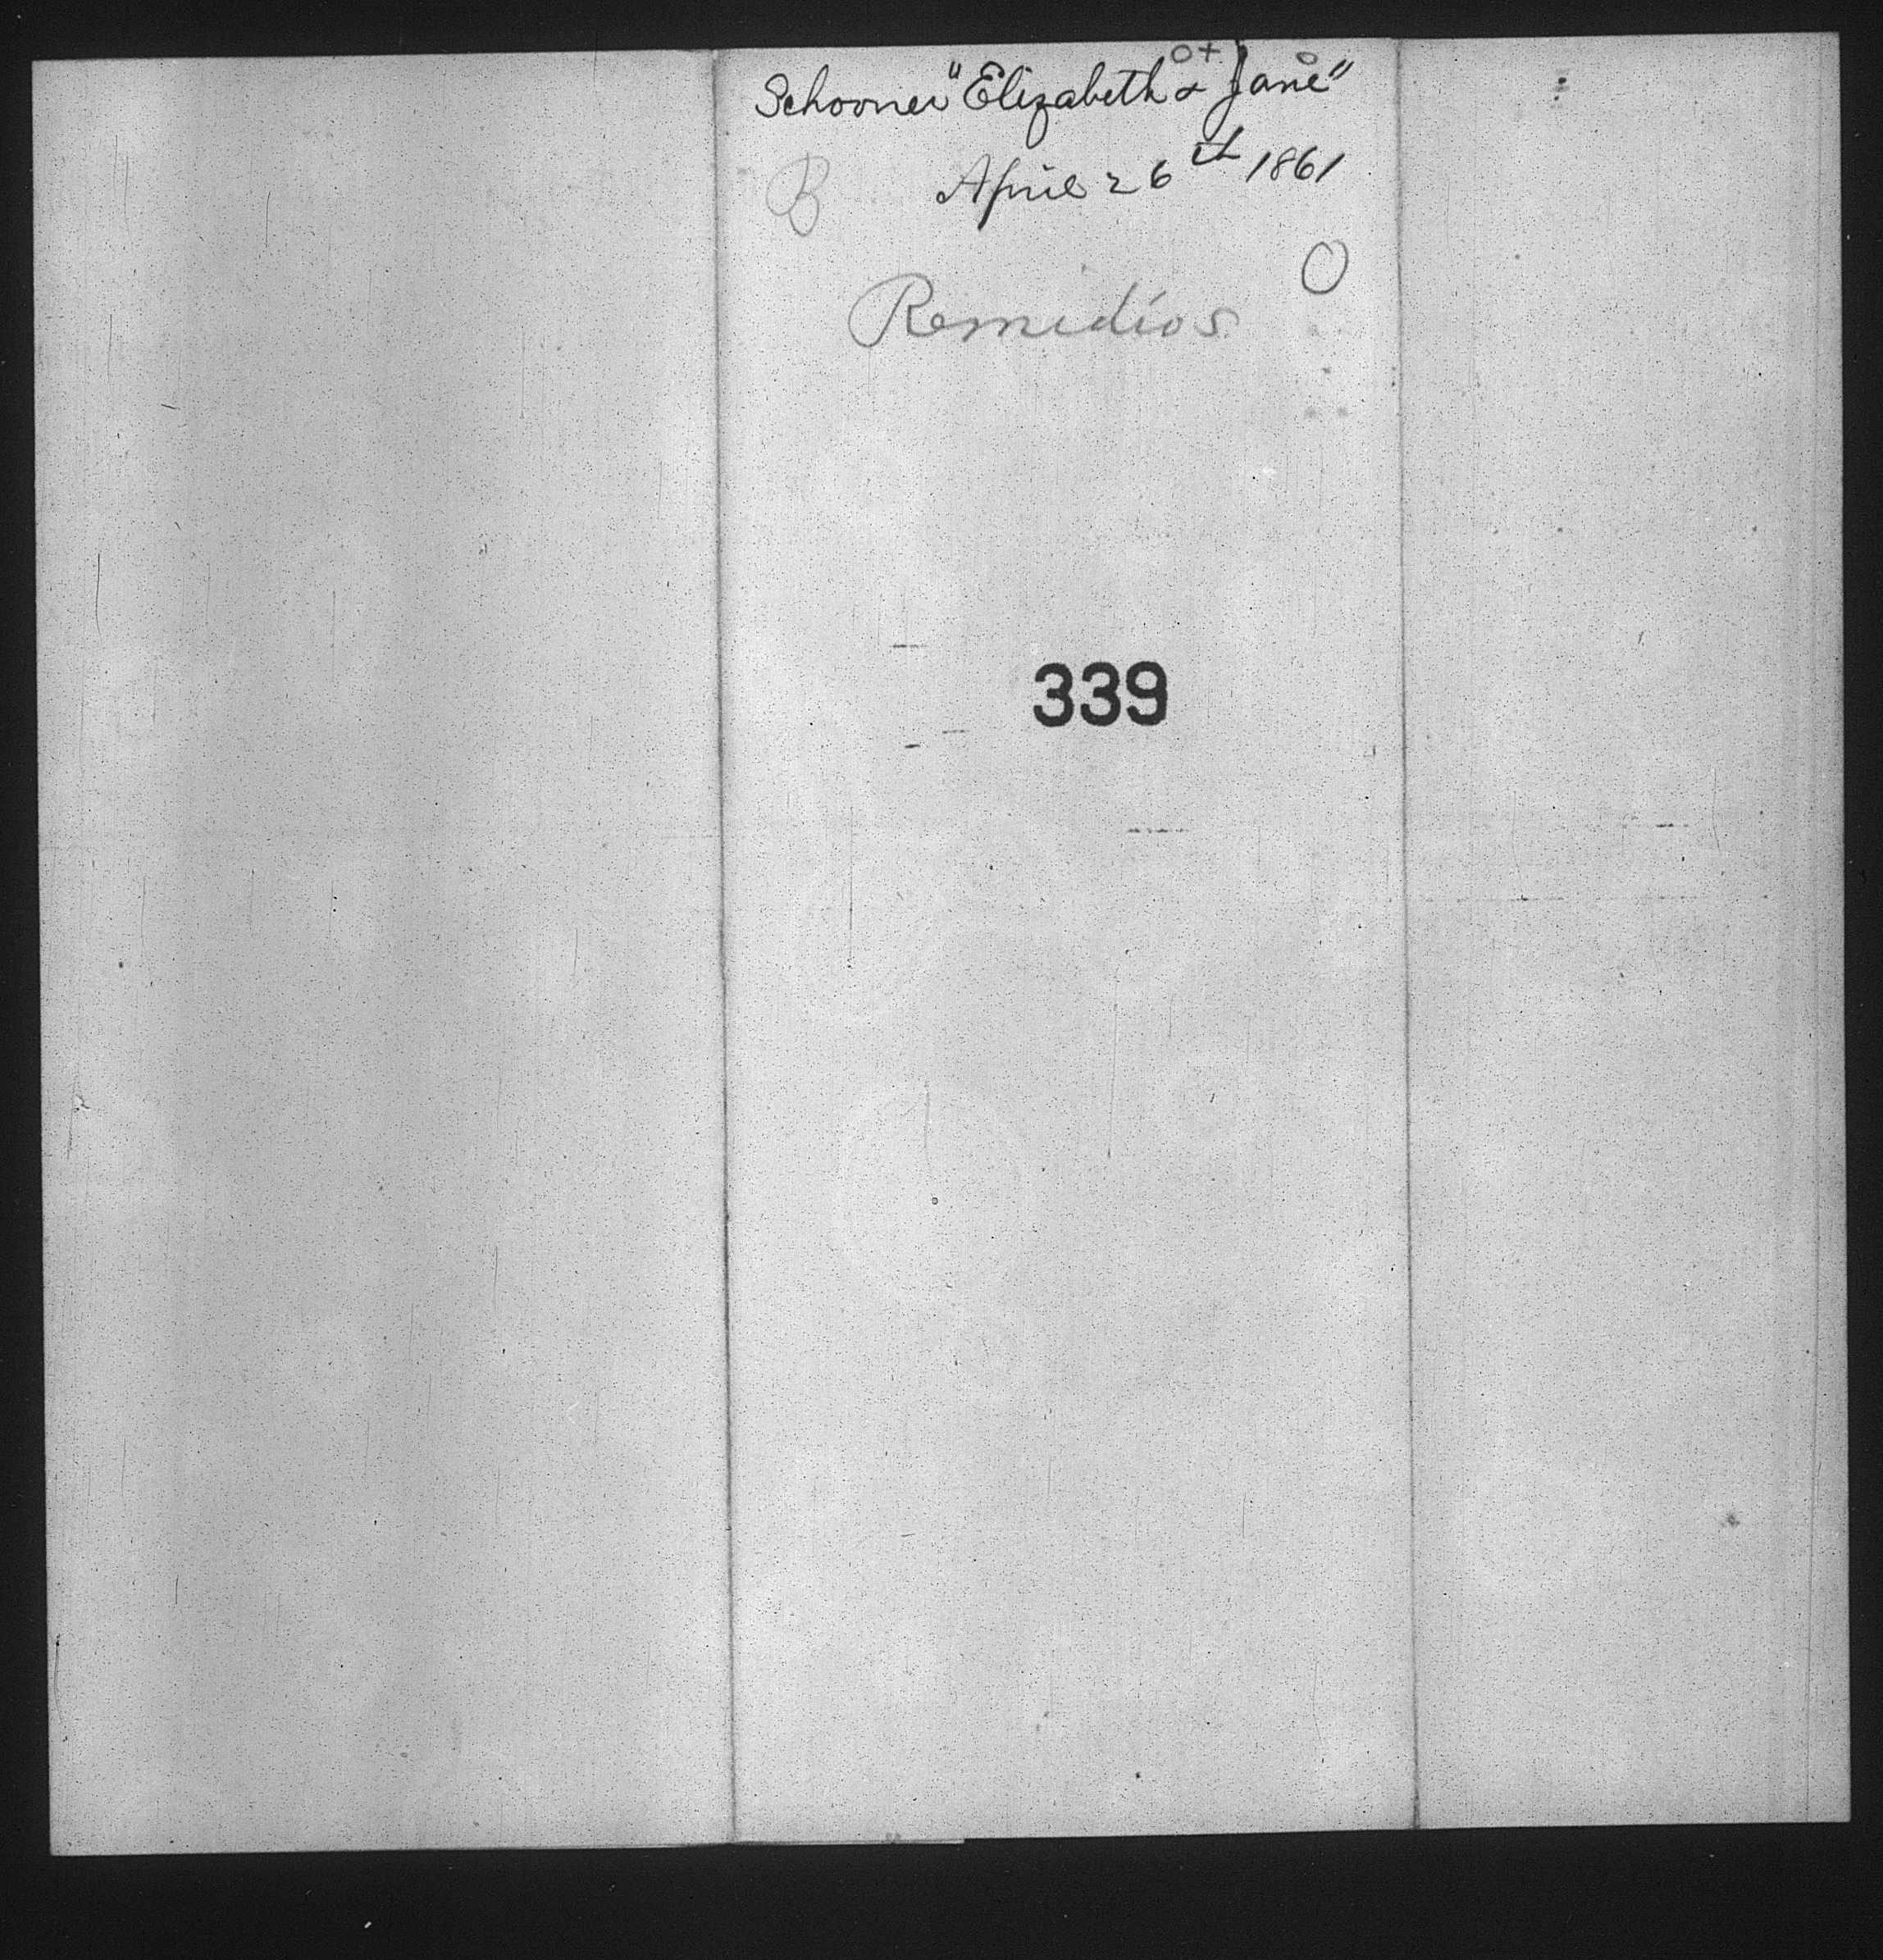 o+ o
Schooner "Elizabeth & Jane"
B April 26th 1861
O
Remidios
339